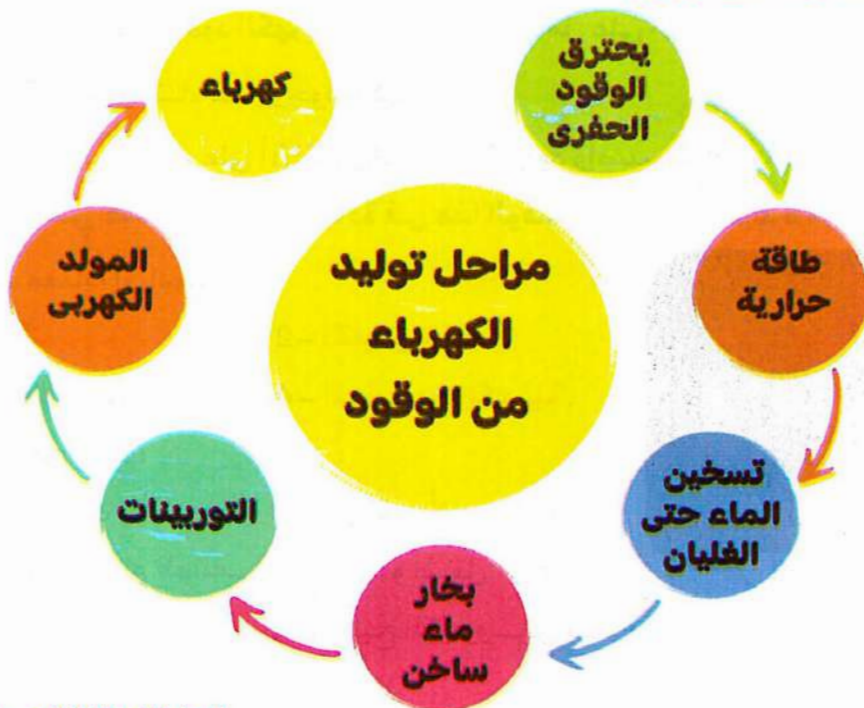 مراحل توليد
الكهرباء
من الوقود
يحترق
الوقود
الحفرى
طاقة
حرارية
تسخين
الماء حتى
الغليان
بخار
ماء
ساخن
التوربينات
المولد
الكهربى
كهرباء